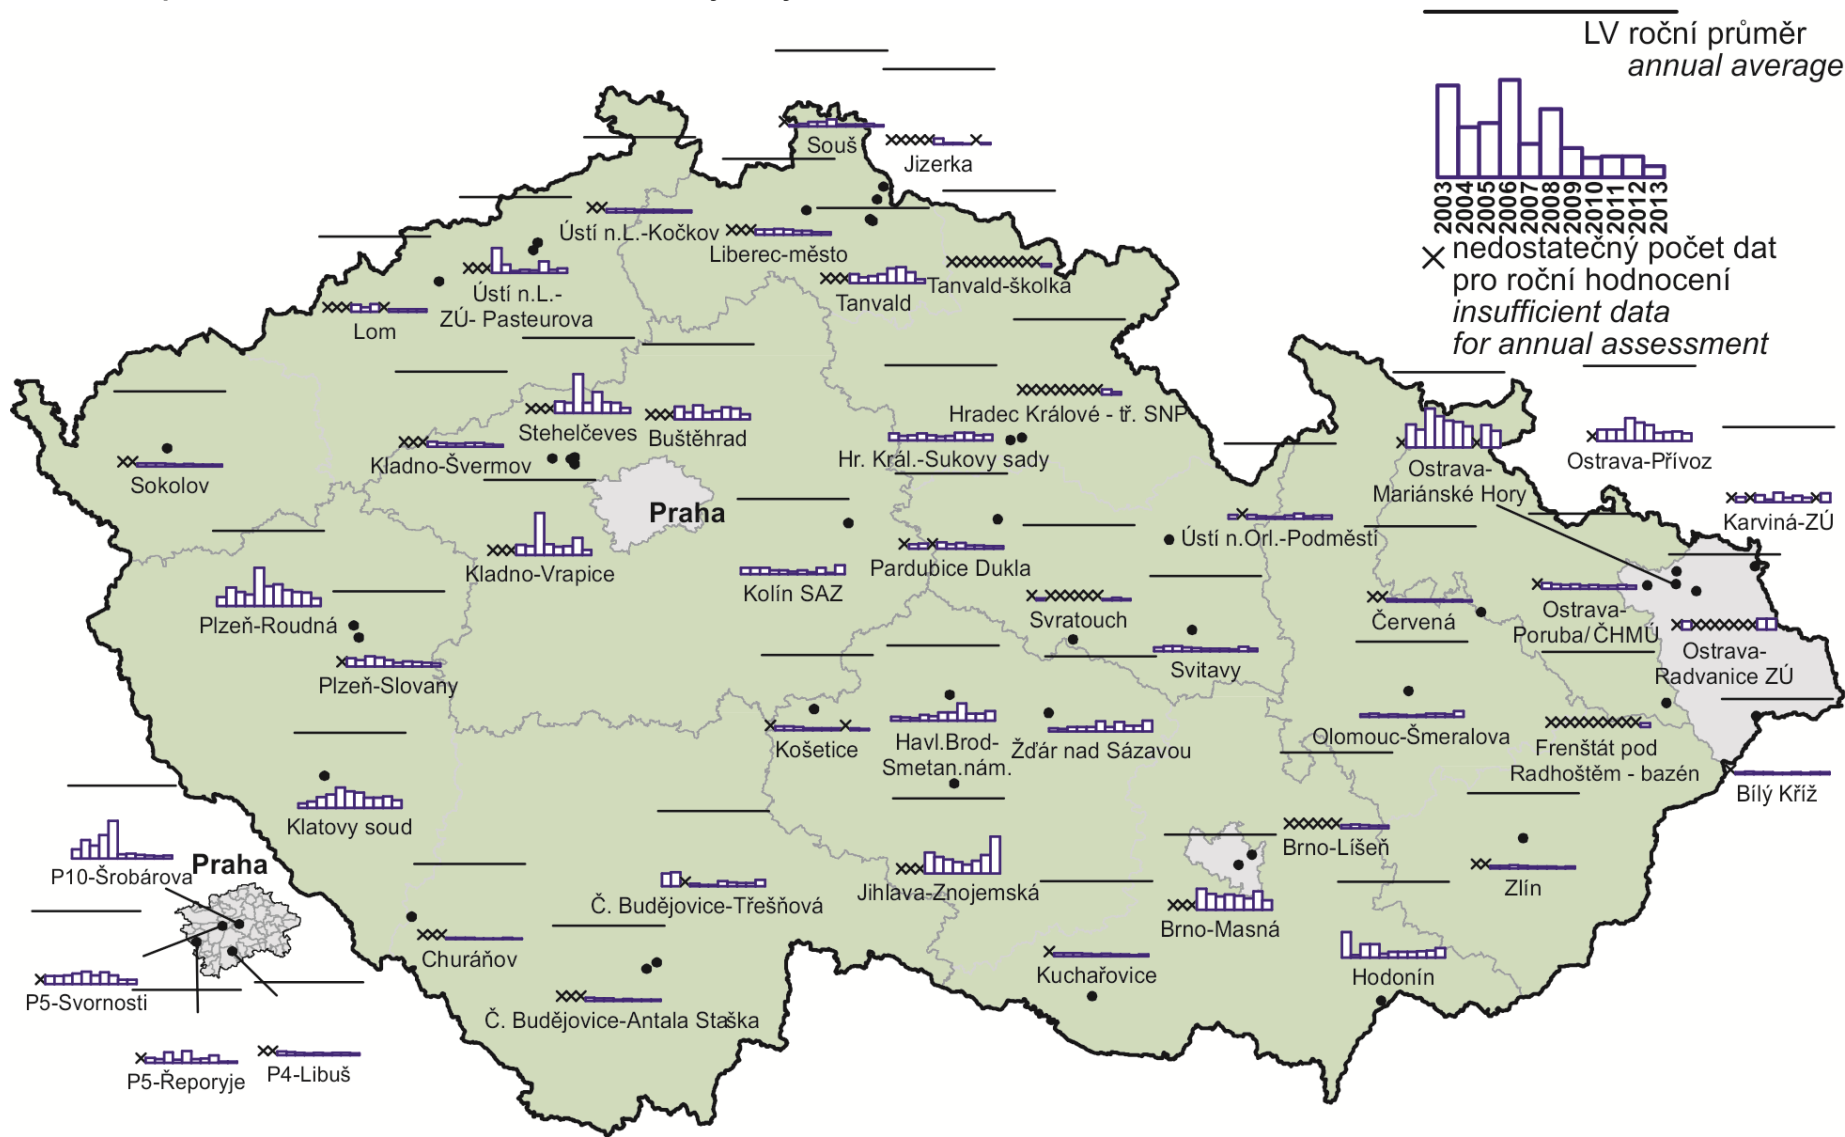 LV roční průměr
annual average
2003
2004
2005
2006
2007
2008
2009
2010
2011
2012
2013
nedostatečný počet dat
pro roční hodnocení
insufficient data
for annual assessment
Souš
Jizerka
Ústí n.L.-Kočkov
Liberec-město
Tanvald
Tanvald-školka
Ústí n.L.-
ZÚ- Pasteurova
Lom
Hradec Králové - tř. SNP
Stehelčeves
Buštěhrad
Kladno-Švermov
Hr. Král.-Sukovy sady
Sokolov
Ostrava-
Mariánské Hory
Ostrava-Přívoz
Karviná-ZÚ
Praha
Ústí n.Orl.-Podměstí
Kladno-Vrapice
Pardubice Dukla
Kolín SAZ
Plzeň-Roudná
Svratouch
Červená
Ostrava-
Poruba/ČHMÚ
Ostrava-
Radvanice ZÚ
Plzeň-Slovany
Svitavy
Košetice
Havl.Brod-
Smetan.nám.
Žďár nad Sázavou
Olomouc-Šmeralova
Frenštát pod
Radhoštěm - bazén
Bílý Kříž
Klatovy soud
Brno-Líšeň
P10-Šrobárova
Praha
Č. Budějovice-Třešňová
Jihlava-Znojemská
Zlín
Brno-Masná
Churáňov
Kuchařovice
Hodonín
P5-Svornosti
Č. Budějovice-Antala Staška
P5-Řeporyje
P4-Libuš